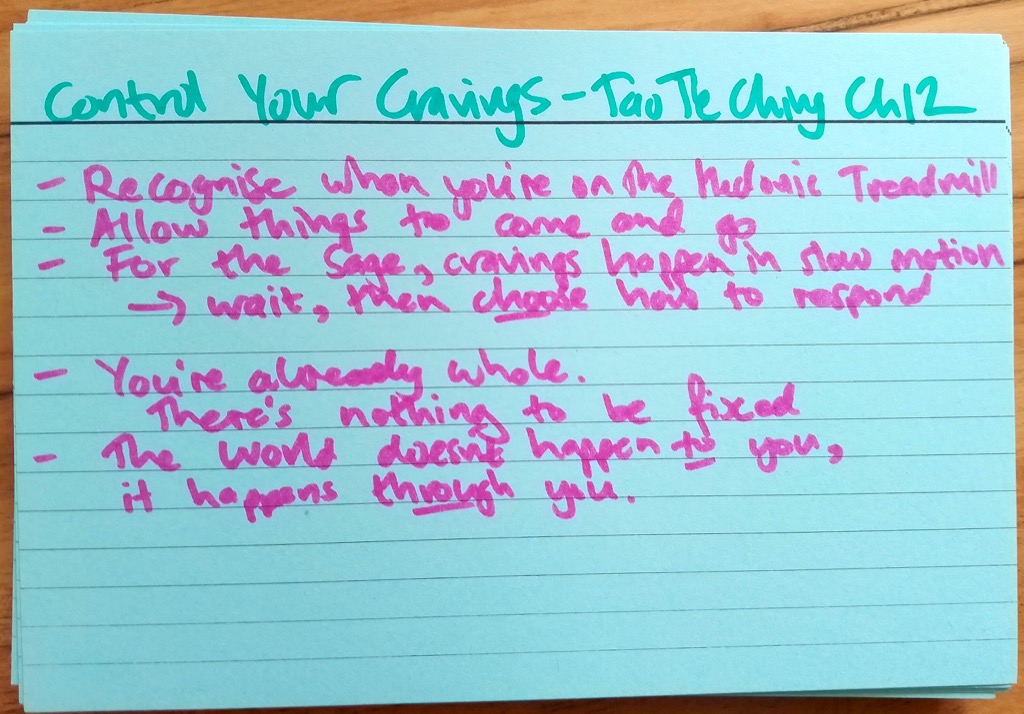 Control Your Cravings - Tao Te Ching Ch12
- Recognise when you're on the Hedonic Treadmill
- Allow things to come and go
- For the Sage, cravings happen in slow motion
→ wait, then choose how to respond
- You're already whole.
There's nothing to be fixed
- The world doesn't happen to you,
it happens through you.